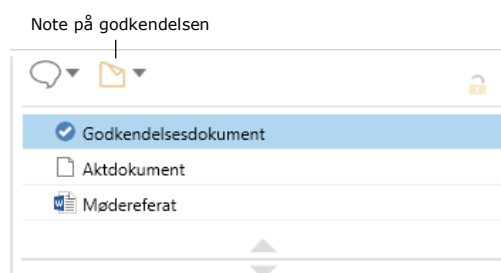 Note på godkendelsen
Godkendelsesdokument
Aktdokument
Mødereferat